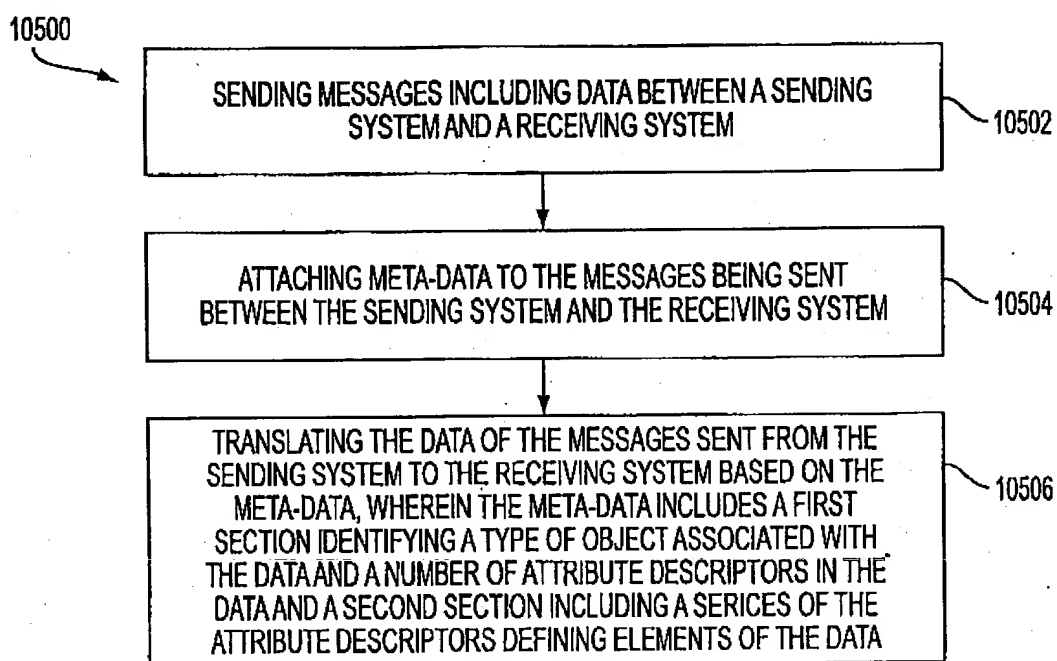 10500
SENDING MESSAGES INCLUDING DATA BETWEEN A SENDING
SYSTEM AND A RECEIVING SYSTEM
10502
ATTACHING META-DATA TO THE MESSAGES BEING SENT
BETWEEN THE SENDING SYSTEM AND THE RECEIVING SYSTEM
10504
TRANSLATING THE DATA OF THE MESSAGES SENT FROM THE
SENDING SYSTEM TO THE RECEIVING SYSTEM BASED ON THE
META-DATA, WHEREIN THE META-DATA INCLUDES A FIRST
SECTION IDENTIFYING A TYPE OF OBJECT ASSOCIATED WITH
THE DATA AND A NUMBER OF ATTRIBUTE DESCRIPTORS IN THE
DATA AND A SECOND SECTION INCLUDING A SERICES OF THE
ATTRIBUTE DESCRIPTORS DEFINING ELEMENTS OF THE DATA
10506